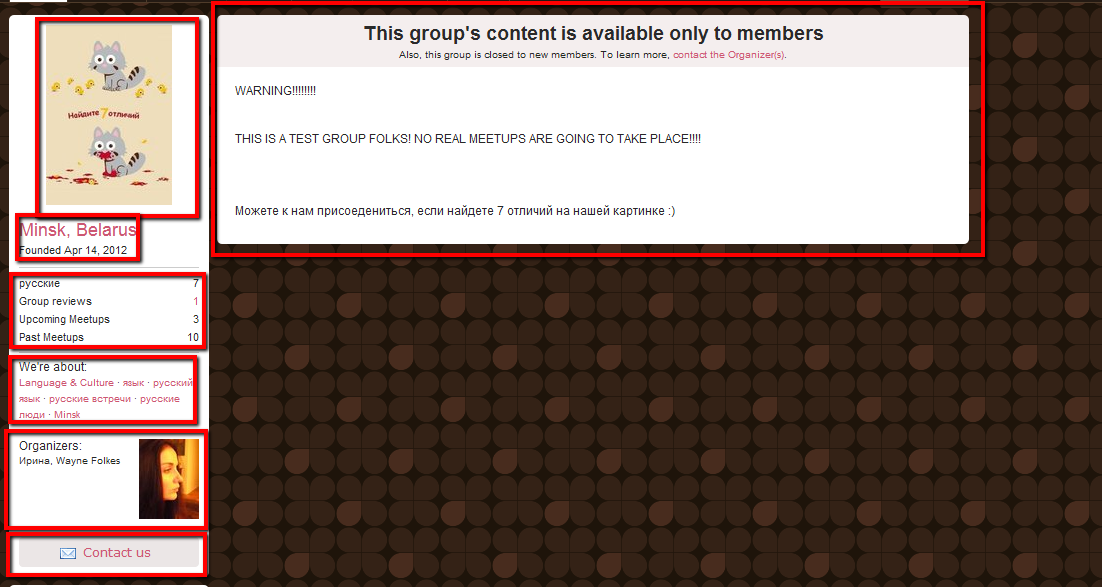 Найдите 7 отличий
Minsk, Belarus
Founded Apr 14, 2012
русские 7
Group reviews 1
Upcoming Meetups 3
Past Meetups 10
We're about:
Language & Culture · язык · русский
язык · русские встречи · русские
люди · Minsk
Organizers:
Ирина, Wayne Folkes
Contact us
This group's content is available only to members
Also, this group is closed to new members. To learn more, contact the Organizer(s).
WARNING!!!!!!!!
THIS IS A TEST GROUP FOLKS! NO REAL MEETUPS ARE GOING TO TAKE PLACE!!!!
Можете к нам присоедениться, если найдете 7 отличий на нашей картинке :)